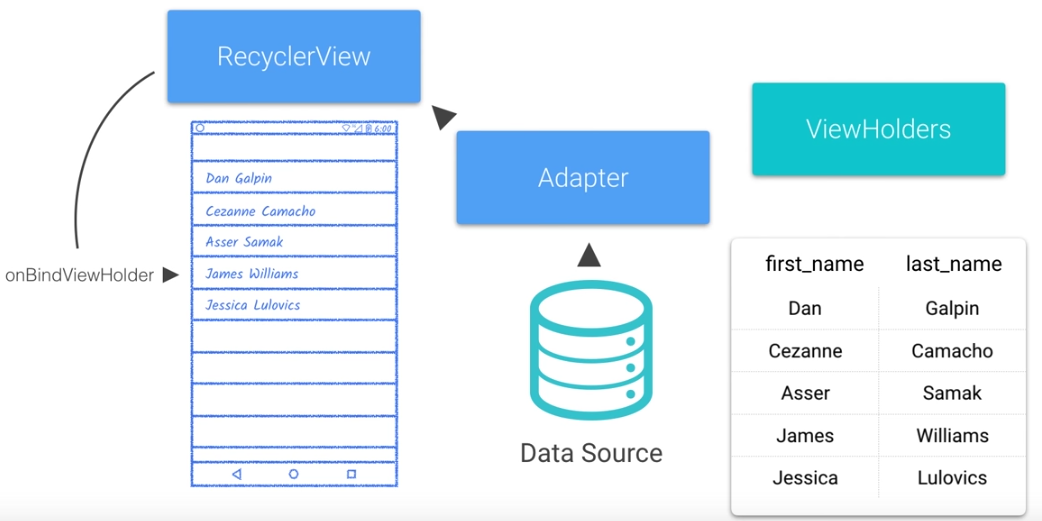 RecyclerView
6:00
Dan Galpin
Cezanne Camacho
Asser Samak
James Williams
Jessica Lulovics
onBindViewHolder
Adapter
Data Source
ViewHolders
first_name last_name
Dan Galpin
Cezanne Camacho
Asser Samak
James Williams
Jessica Lulovics